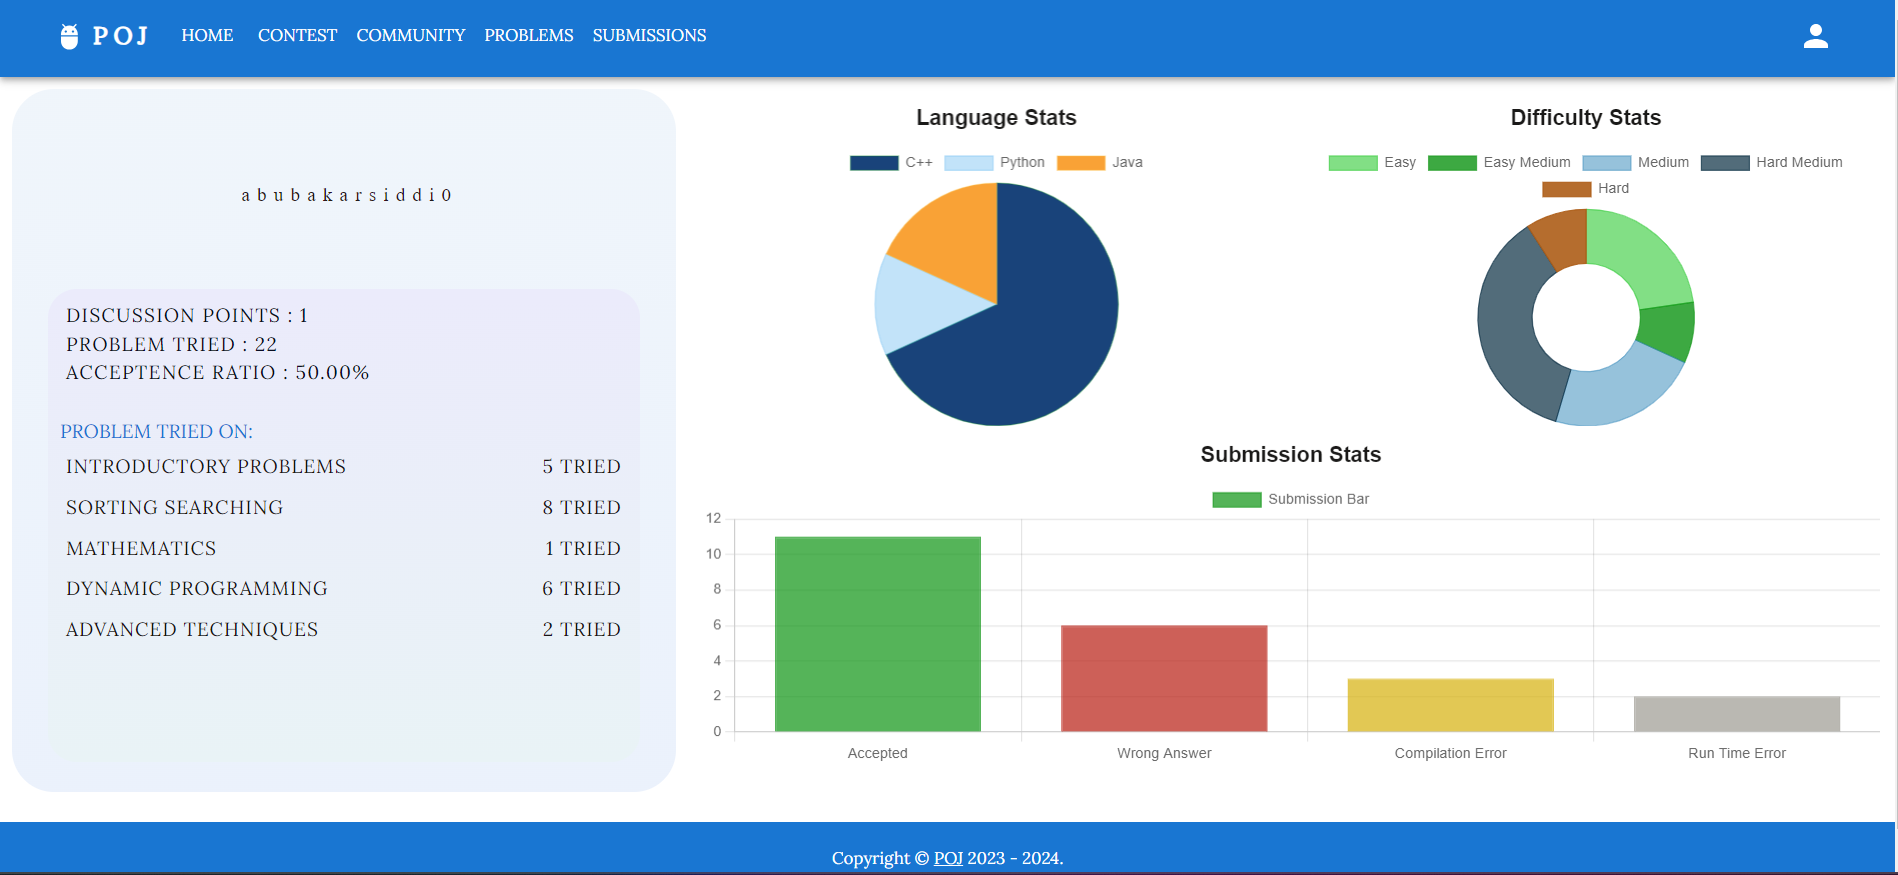 POJ HOME CONTEST COMMUNITY PROBLEMS SUBMISSIONS
abubakarsiddi0
DISCUSSION POINTS : 1
PROBLEM TRIED : 22
ACCEPTENCE RATIO : 50.00%
PROBLEM TRIED ON:
INTRODUCTORY PROBLEMS 5 TRIED
SORTING SEARCHING 8 TRIED
MATHEMATICS 1 TRIED
DYNAMIC PROGRAMMING 6 TRIED
ADVANCED TECHNIQUES 2 TRIED
Language Stats
C++ Python Java
Difficulty Stats
Easy Easy Medium Medium Hard Medium
Hard
Submission Stats
Submission Bar
12
10
8
6
4
2
0
Accepted Wrong Answer Compilation Error Run Time Error
Copyright © POJ 2023 - 2024.